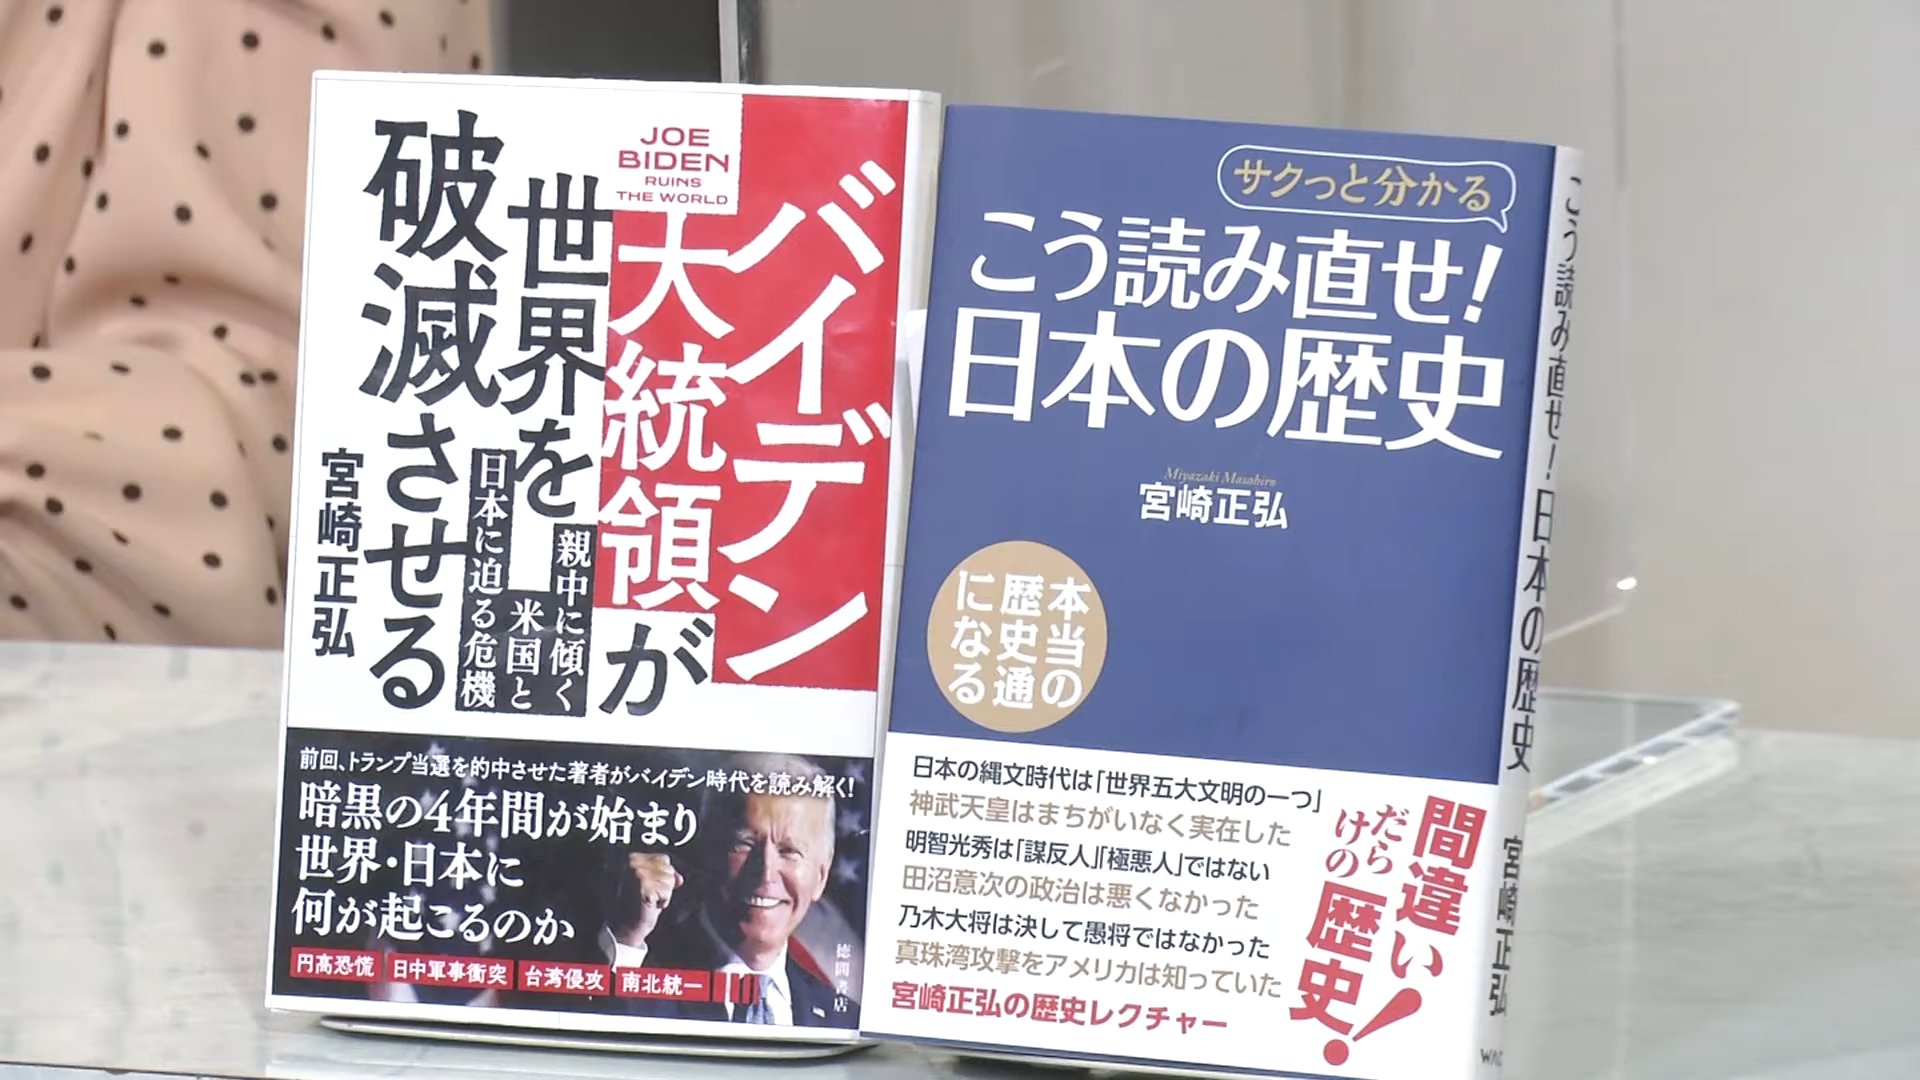 JOE
BIDEN
RUINS
THE WORLD
バイデン
大統領が
世界を
破滅させる
親中に傾く
米国と
日本に迫る危機
宮崎正弘
前回、トランプ当選を的中させた著者がバイデン時代を読み解く!
暗黒の4年間が始まり
世界・日本に
何が起こるのか
円高恐慌
日中軍事衝突
台湾侵攻
南北統一
徳間書店
サクっと分かる
こう読み直せ!
日本の歴史
Miyazaki Masahiro
宮崎正弘
本当の
歴史通
になる
日本の縄文時代は「世界五大文明の一つ」
神武天皇はまちがいなく実在した
明智光秀は「謀反人」「極悪人」ではない
田沼意次の政治は悪くなかった
乃木大将は決して愚将ではなかった
真珠湾攻撃をアメリカは知っていた
宮崎正弘の歴史レクチャー
間違い
だら
けの
歴史!
こう読み直せ!日本の歴史
宮崎正弘
WAC